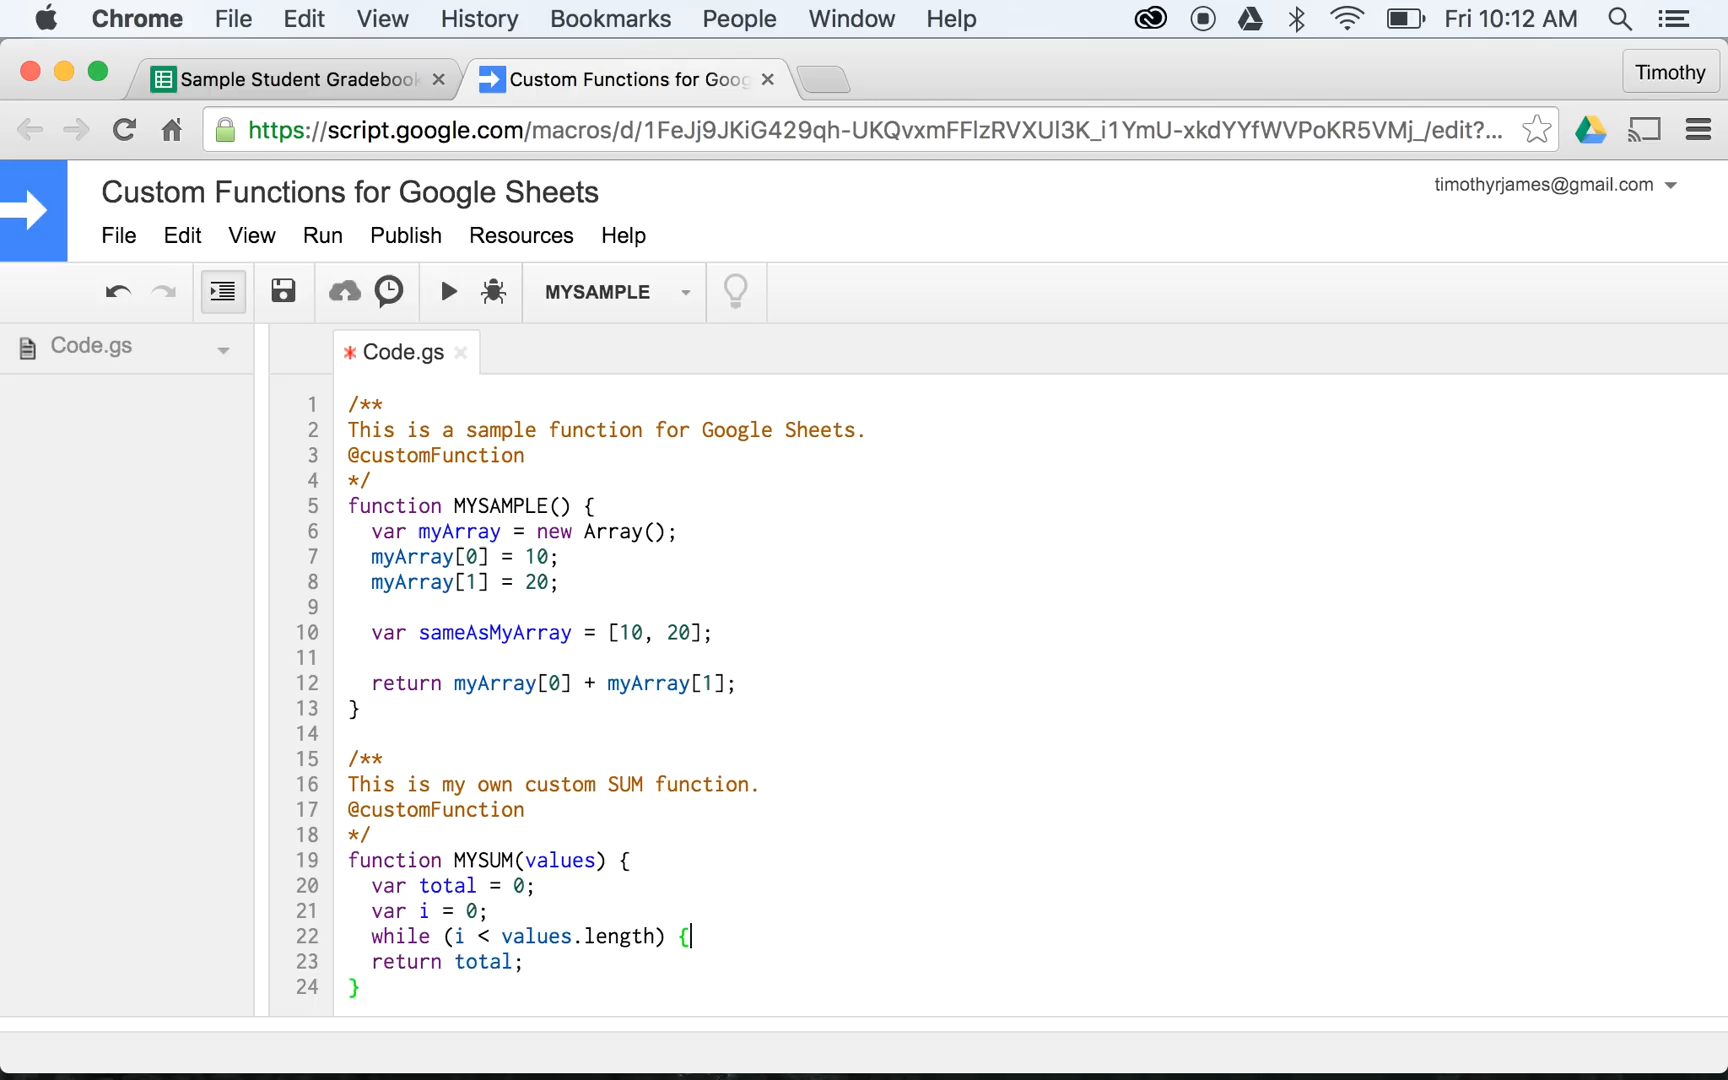 Chrome File Edit View History Bookmarks People Window Help Fri 10:12 AM
Sample Student Gradebook Custom Functions for Goog Timothy
https://script.google.com/macros/d/1FeJj9JKiG429qh-UKQvxmFFlzRVXUl3K_i1YmU-xkdYYfWVPoKR5VMj_/edit?...
Custom Functions for Google Sheets timothyrjames@gmail.com
File Edit View Run Publish Resources Help
MYSAMPLE
Code.gs * Code.gs
1 /**
2 This is a sample function for Google Sheets.
3 @customFunction
4 */
5 function MYSAMPLE() {
6 var myArray = new Array();
7 myArray[0] = 10;
8 myArray[1] = 20;
9
10 var sameAsMyArray = [10, 20];
11
12 return myArray[0] + myArray[1];
13 }
14
15 /**
16 This is my own custom SUM function.
17 @customFunction
18 */
19 function MYSUM(values) {
20 var total = 0;
21 var i = 0;
22 while (i < values.length) {
23 return total;
24 }